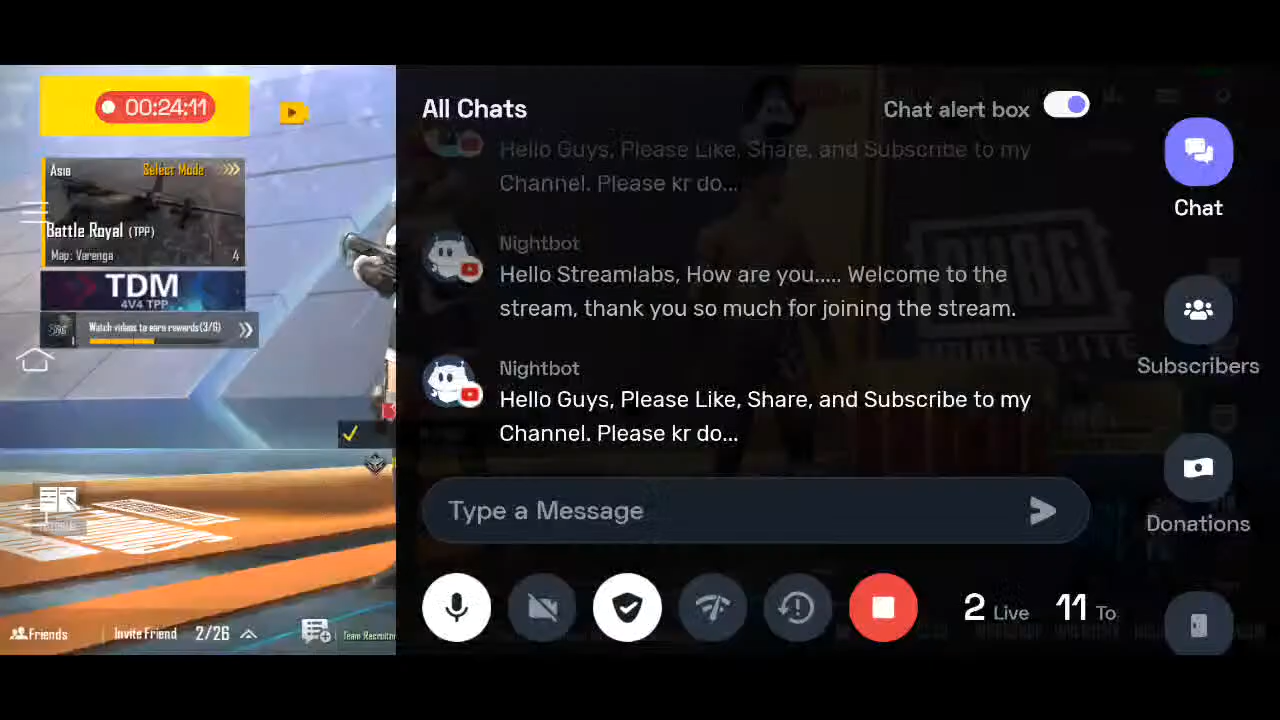 00:24:11
Asia
Select Mode
Battle Royal (TPP)
Map: Varenga
4
TDM
4V4 TPP
Watch videos to earn rewards(3/6)
Friends
Invite Friend
2/26
Team Recruitm
All Chats
Chat alert box
Hello Guys, Please Like, Share, and Subscribe to my
Channel. Please kr do...
Nightbot
Hello Streamlabs, How are you..... Welcome to the
stream, thank you so much for joining the stream.
Nightbot
Hello Guys, Please Like, Share, and Subscribe to my
Channel. Please kr do...
Type a Message
2 Live
11 To
Chat
Subscribers
Donations
PUBG
MOBILE LITE